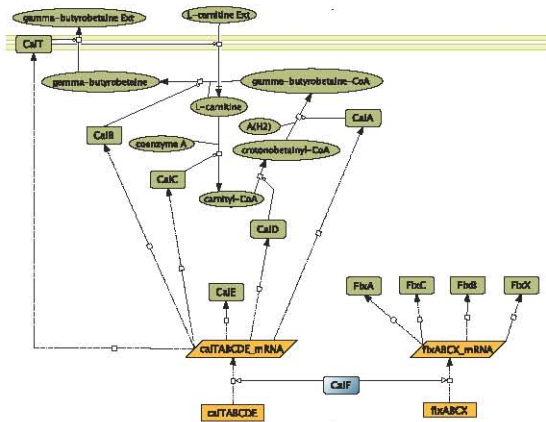 gamma-butyrobetaine Ext
L-carnitine Ext
CaiT
gamma-butyrobetaine
gamma-butyrobetaine-CoA
L-carnitine
CaiB
A(H2)
CaiA
coenzyme A
crotonobetainyl-CoA
CaiC
carnityl-CoA
CaiD
CaiE
FixA
FixC
FixB
FixX
caiTABCDE_mRNA
fixABCX_mRNA
CaiF
caiTABCDE
fixABCX